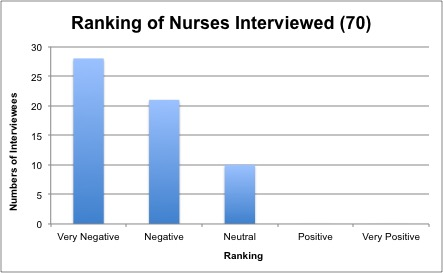 Ranking of Nurses Interviewed (70)
30
25
20
15
10
5
0
Numbers of Interviewees
Very Negative Negative Neutral Positive Very Positive
Ranking